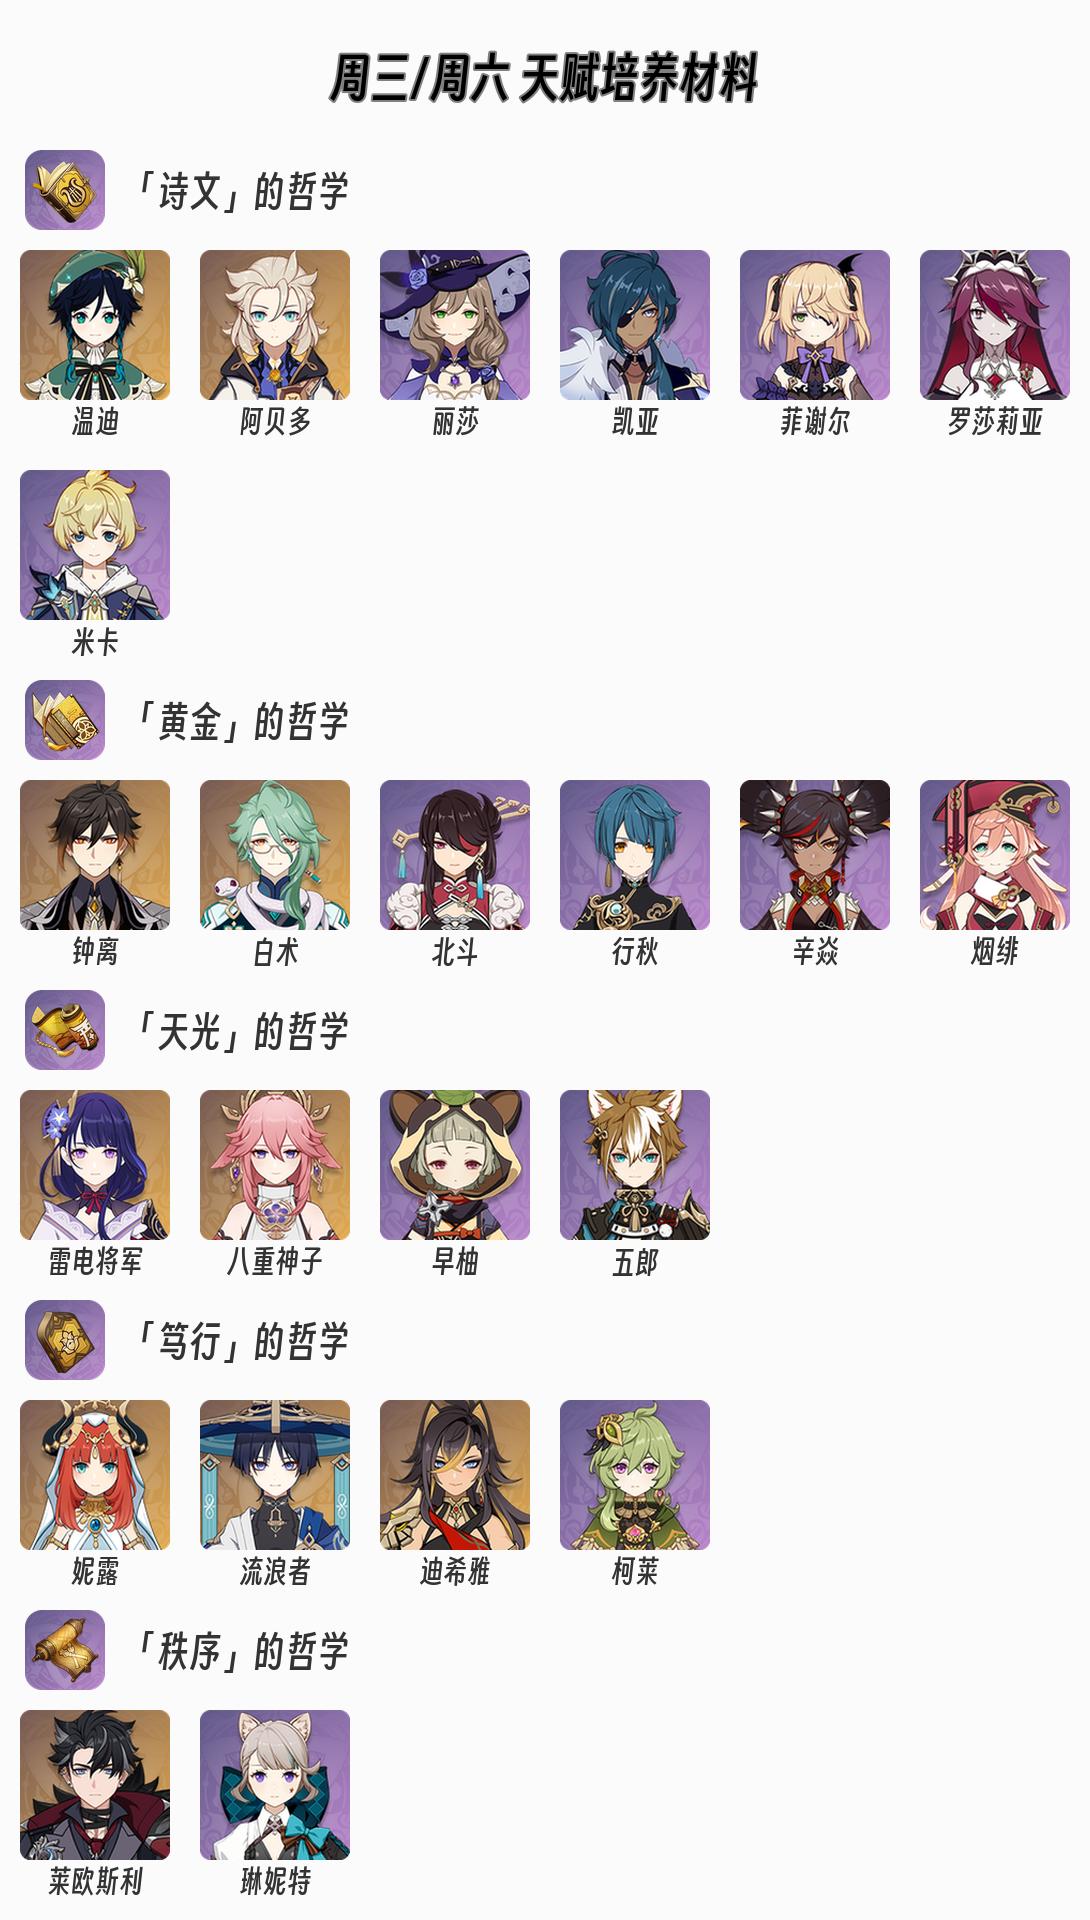 周三/周六 天赋培养材料
「诗文」的哲学
温迪 阿贝多 丽莎 凯亚 菲谢尔 罗莎莉亚
米卡
「黄金」的哲学
钟离 白术 北斗 行秋 辛焱 烟绯
「天光」的哲学
雷电将军 八重神子 早柚 五郎
「笃行」的哲学
妮露 流浪者 迪希雅 柯莱
「秩序」的哲学
莱欧斯利 琳妮特